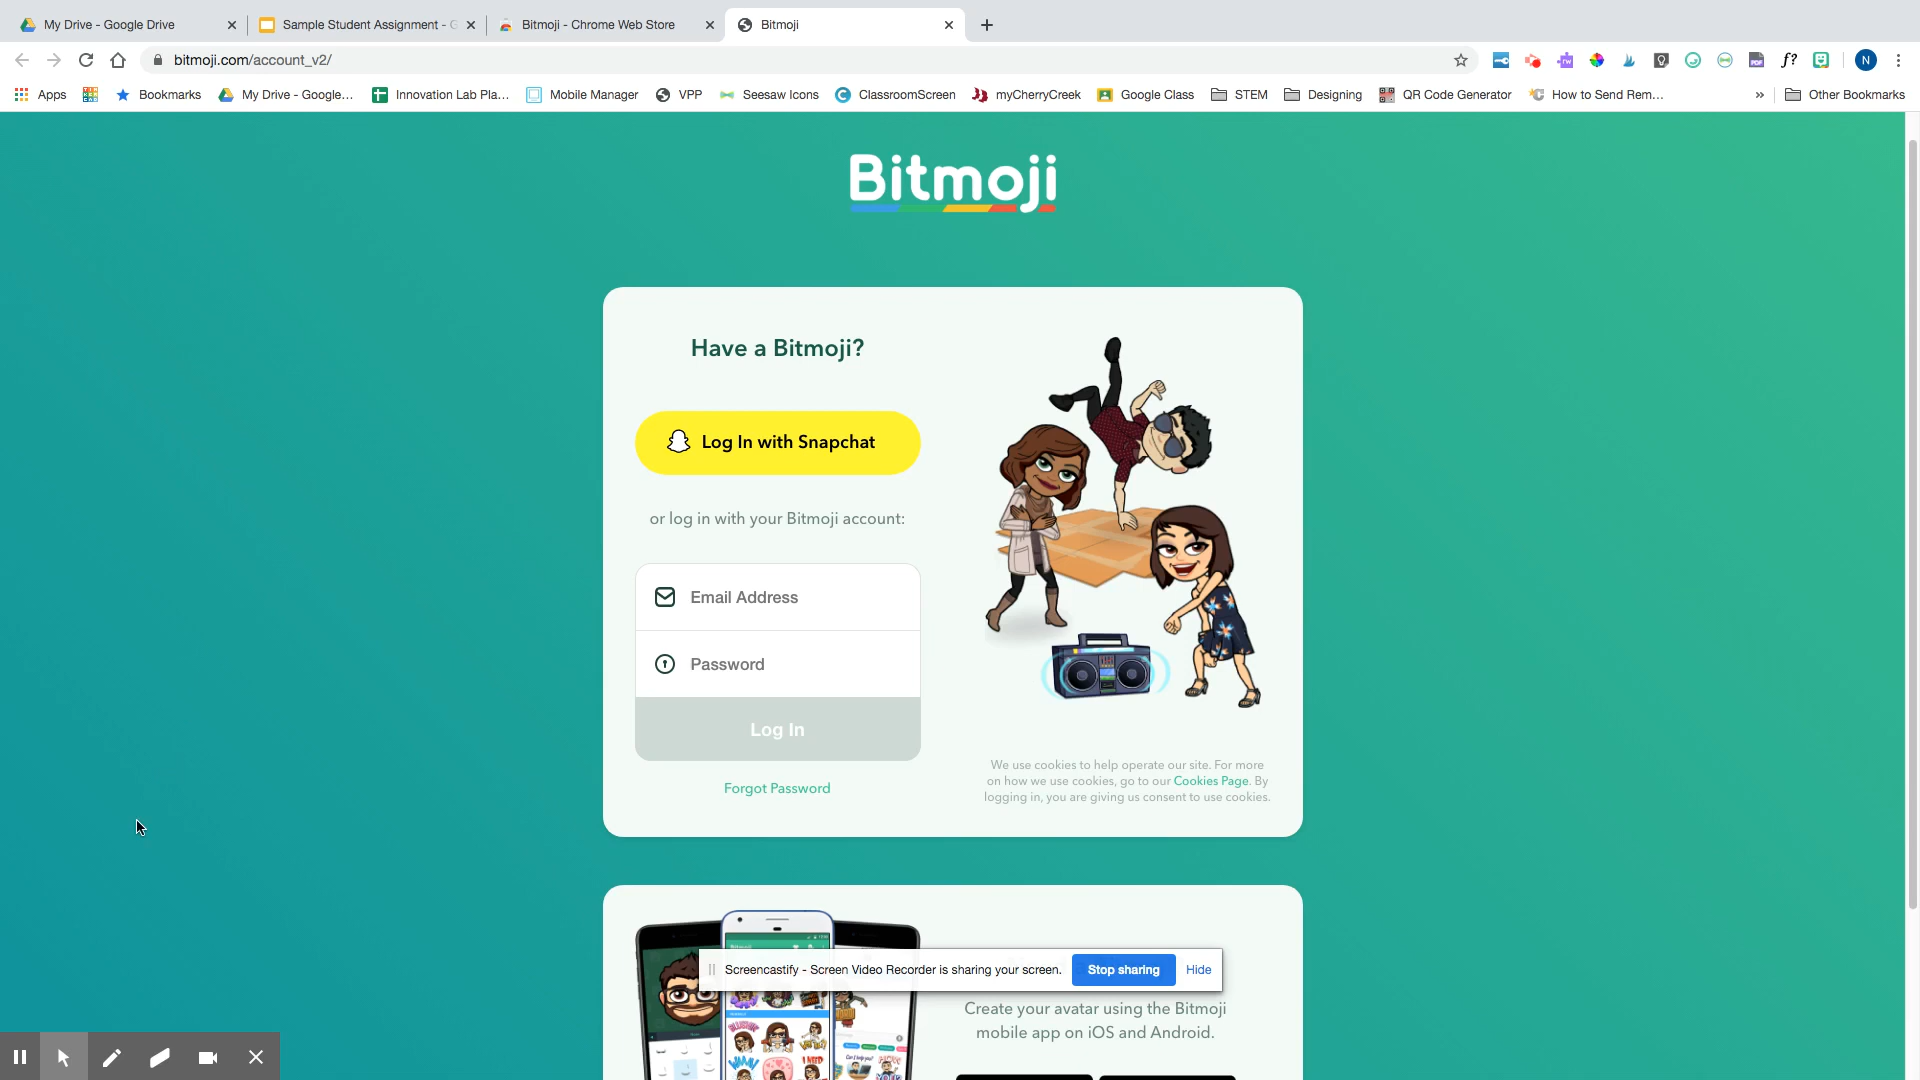 My Drive - Google Drive
Sample Student Assignment - G
Bitmoji - Chrome Web Store
Bitmoji
bitmoji.com/account_v2/
N
Apps
Bookmarks
My Drive - Google...
Innovation Lab Pla...
Mobile Manager
VPP
Seesaw Icons
ClassroomScreen
myCherryCreek
Google Class
STEM
Designing
QR Code Generator
How to Send Rem...
»
Other Bookmarks
Bitmoji
Have a Bitmoji?
Log In with Snapchat
or log in with your Bitmoji account:
Email Address
Password
Log In
Forgot Password
We use cookies to help operate our site. For more
on how we use cookies, go to our Cookies Page. By
logging in, you are giving us consent to use cookies.
Screencastify - Screen Video Recorder is sharing your screen.
Stop sharing
Hide
Create your avatar using the Bitmoji
mobile app on iOS and Android.